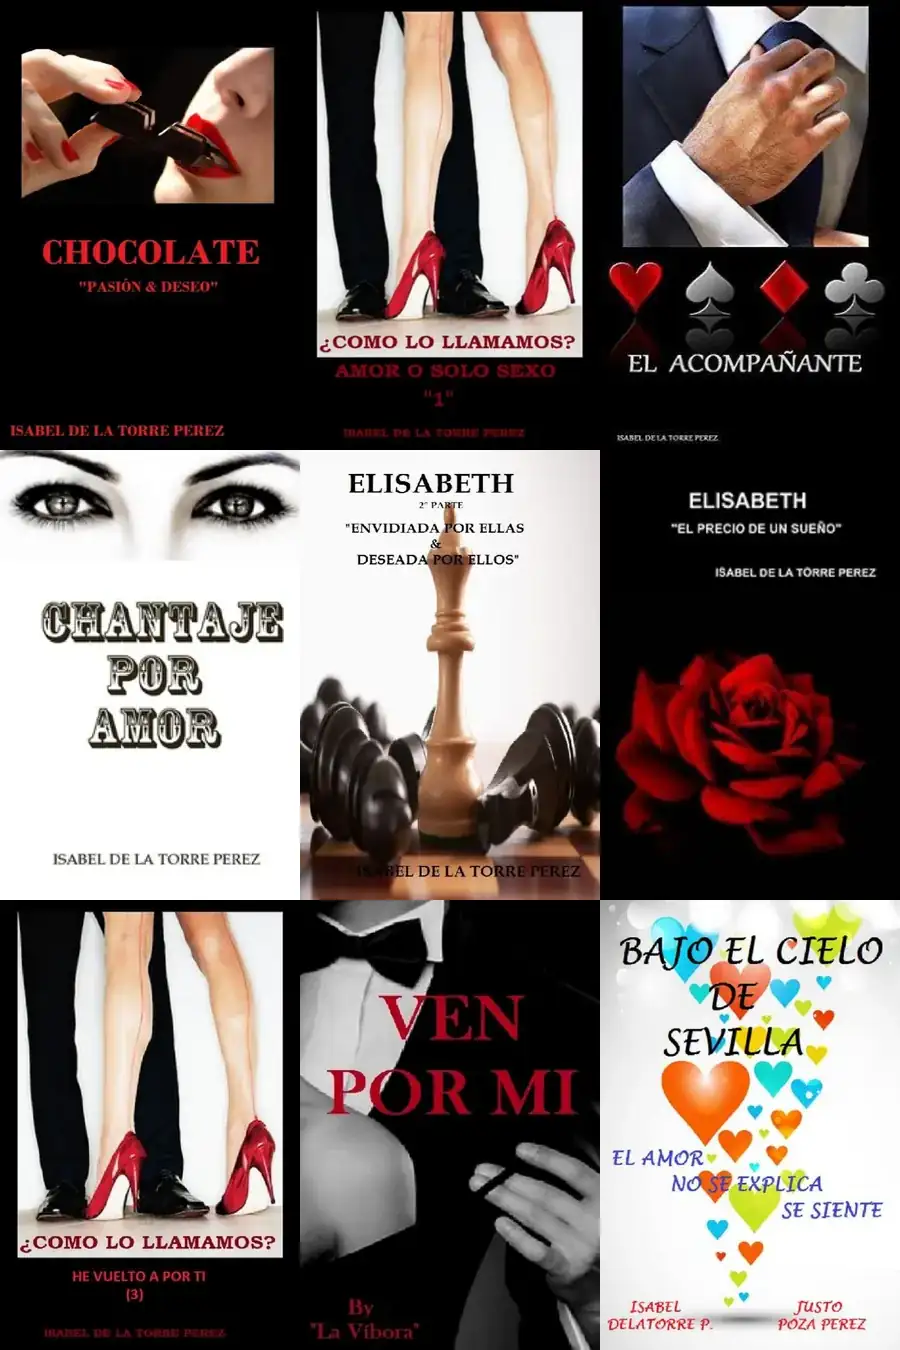 CHOCOLATE
"PASIÓN & DESEO"
ISABEL DE LA TORRE PEREZ
¿COMO LO LLAMAMOS?
AMOR O SOLO SEXO
"1"
ISABEL DE LA TORRE PEREZ
EL ACOMPAÑANTE
ISABEL DE LA TORRE PEREZ
CHANTAJE
POR
AMOR
ISABEL DE LA TORRE PEREZ
ELISABETH
2ª PARTE
"ENVIDIADA POR ELLAS
&
DESEADA POR ELLOS"
ISABEL DE LA TORRE PEREZ
ELISABETH
"EL PRECIO DE UN SUEÑO"
ISABEL DE LA TORRE PEREZ
¿COMO LO LLAMAMOS?
HE VUELTO A POR TI
(3)
ISABEL DE LA TORRE PEREZ
VEN
POR MI
By
"La Víbora"
BAJO EL CIELO
DE
SEVILLA
EL AMOR
NO SE EXPLICA
SE SIENTE
ISABEL
DELATORRE P.
JUSTO
POZA PEREZ